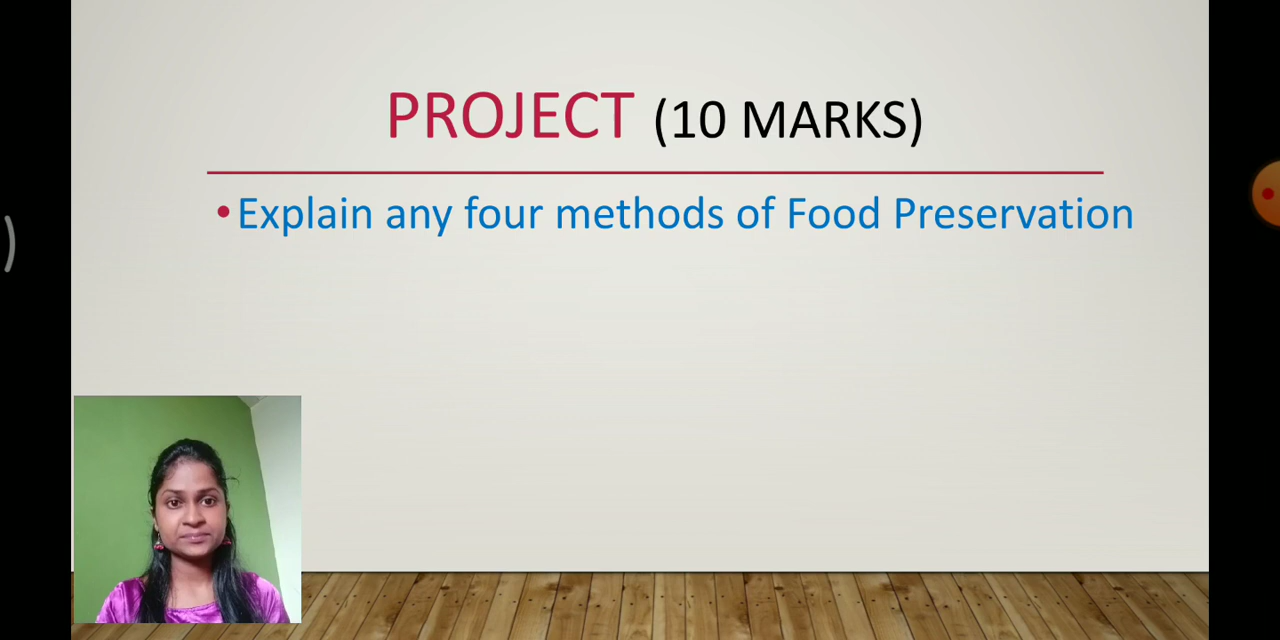 PROJECT (10 MARKS)
• Explain any four methods of Food Preservation